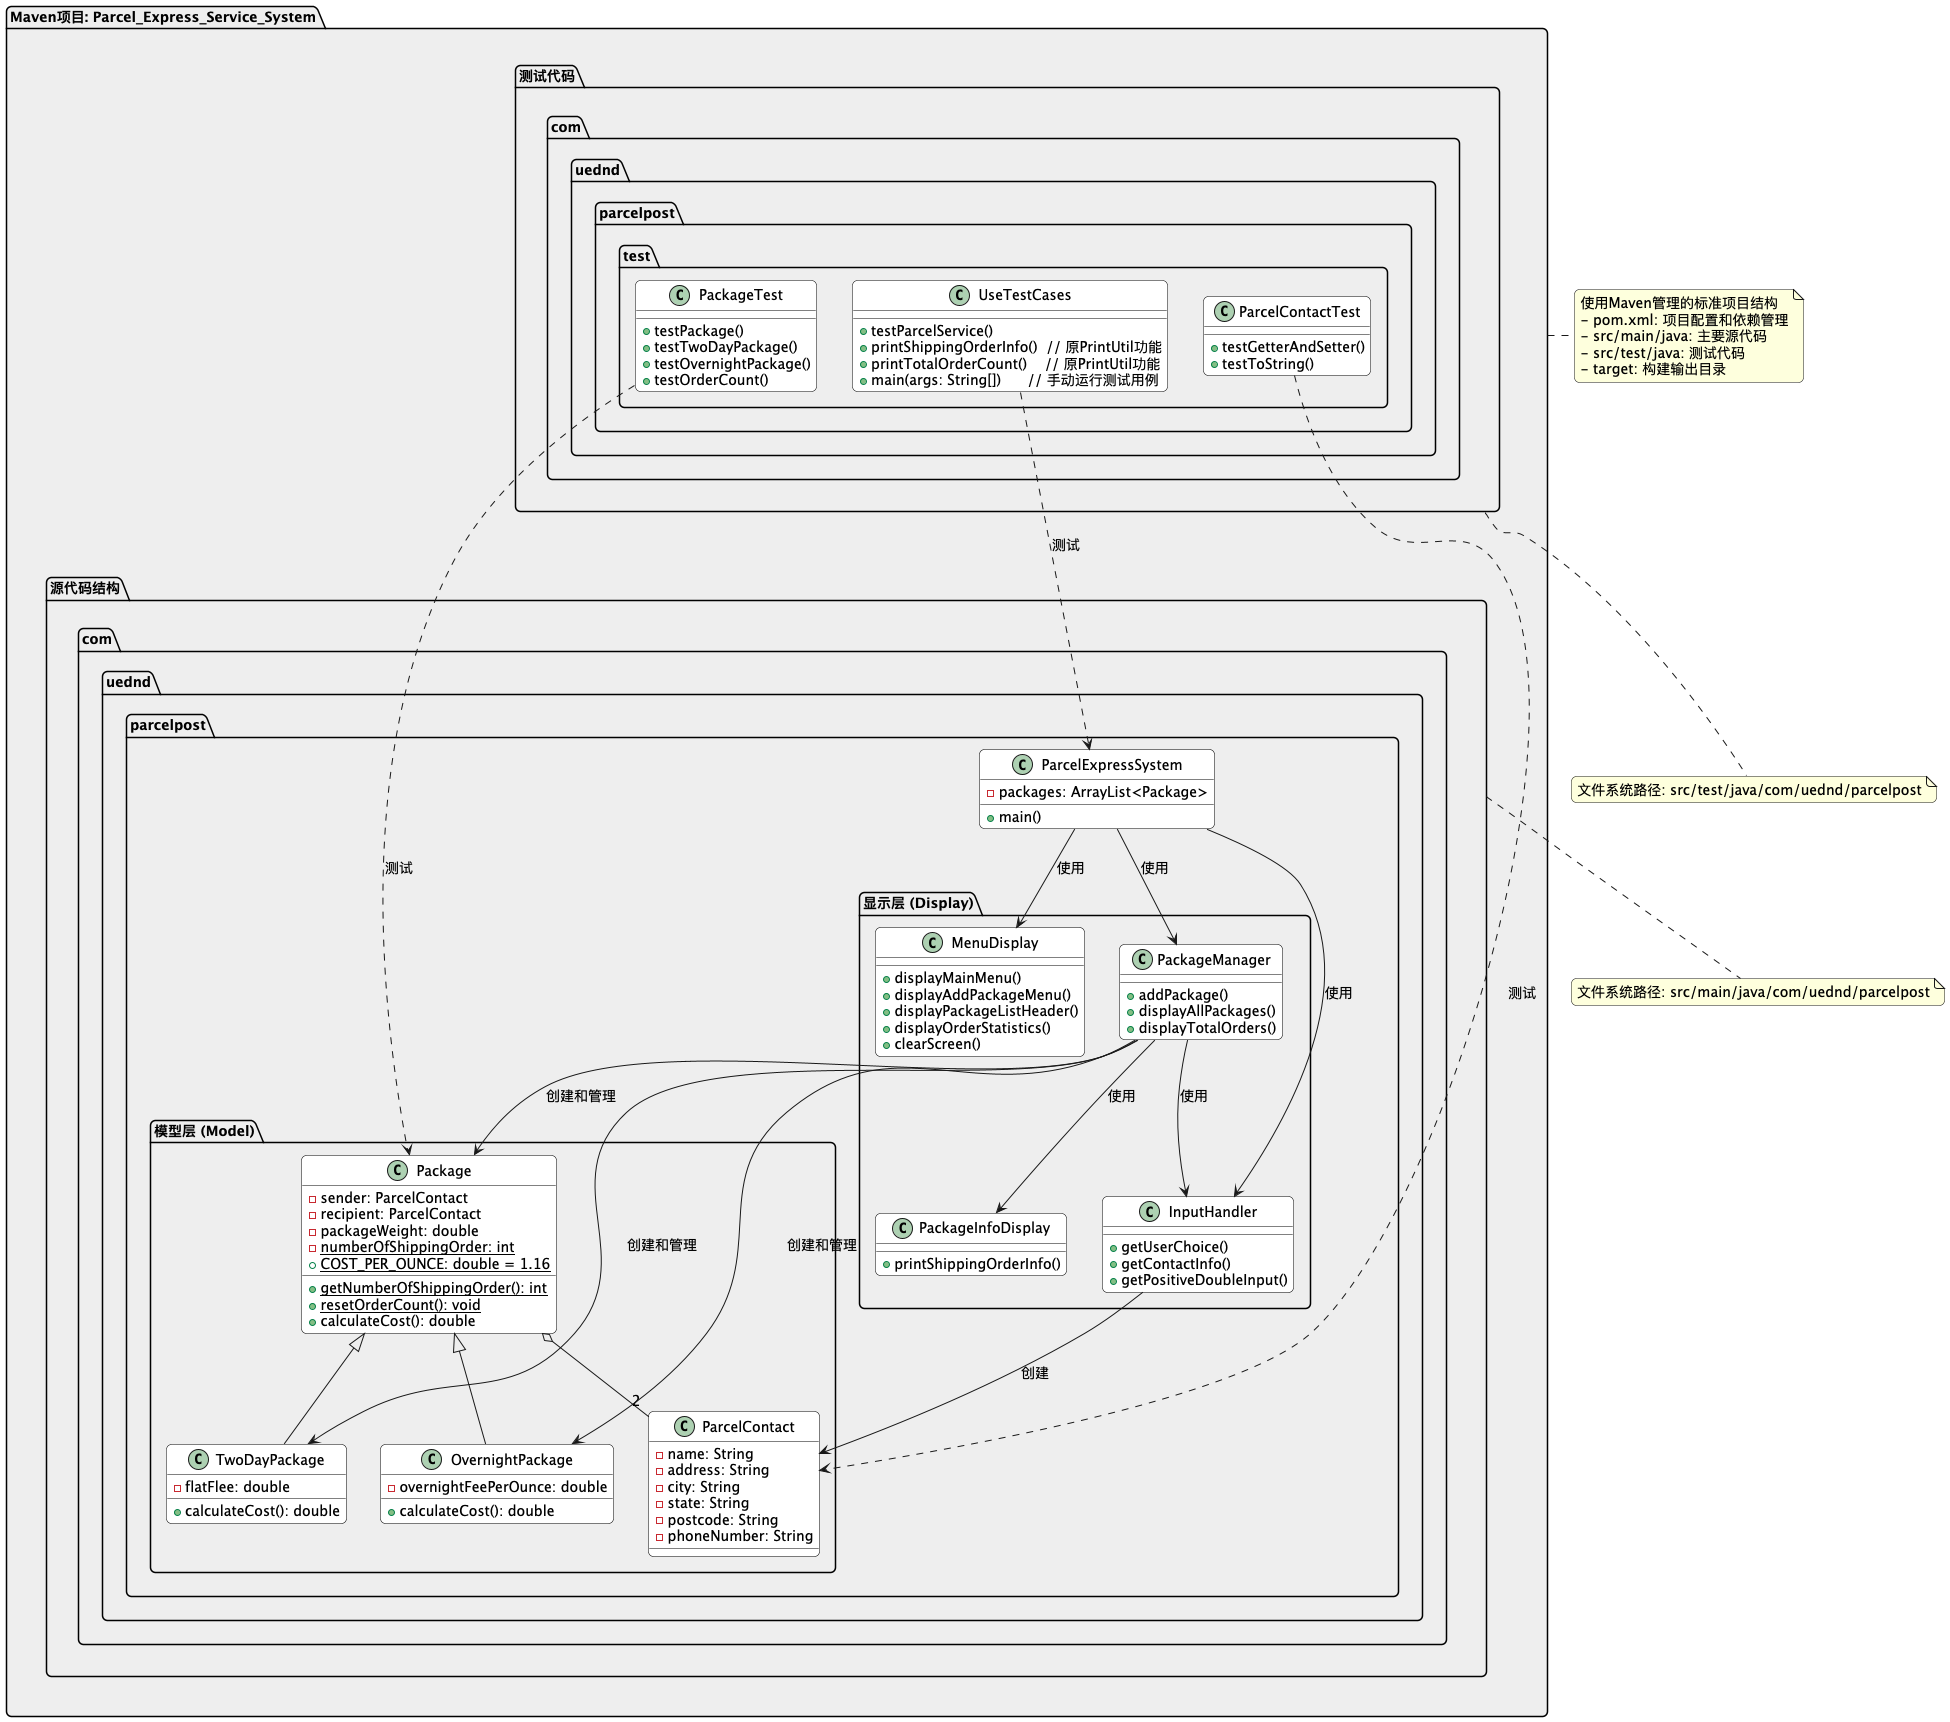 Maven项目: Parcel_Express_Service_System
测试代码
com
uednd
parcelpost
test
C PackageTest
testPackage()
testTwoDayPackage()
testOvernightPackage()
testOrderCount()
C UseTestCases
testParcelService()
printShippingOrderInfo() // 原PrintUtil功能
printTotalOrderCount() // 原PrintUtil功能
main(args: String[]) // 手动运行测试用例
C ParcelContactTest
testGetterAndSetter()
testToString()
使用Maven管理的标准项目结构
- pom.xml: 项目配置和依赖管理
- src/main/java: 主要源代码
- src/test/java: 测试代码
- target: 构建输出目录
测试
源代码结构
com
uednd
parcelpost
C ParcelExpressSystem
packages: ArrayList<Package>
main()
文件系统路径: src/test/java/com/uednd/parcelpost
测试
使用
使用
显示层 (Display)
C MenuDisplay
displayMainMenu()
displayAddPackageMenu()
displayPackageListHeader()
displayOrderStatistics()
clearScreen()
C PackageManager
addPackage()
displayAllPackages()
displayTotalOrders()
使用
测试
文件系统路径: src/main/java/com/uednd/parcelpost
创建和管理
使用
使用
模型层 (Model)
C Package
sender: ParcelContact
recipient: ParcelContact
packageWeight: double
numberOfShippingOrder: int
COST_PER_OUNCE: double = 1.16
getNumberOfShippingOrder(): int
resetOrderCount(): void
calculateCost(): double
创建和管理
创建和管理
C PackageInfoDisplay
printShippingOrderInfo()
C InputHandler
getUserChoice()
getContactInfo()
getPositiveDoubleInput()
创建
2
C TwoDayPackage
flatFlee: double
calculateCost(): double
C OvernightPackage
overnightFeePerOunce: double
calculateCost(): double
C ParcelContact
name: String
address: String
city: String
state: String
postcode: String
phoneNumber: String